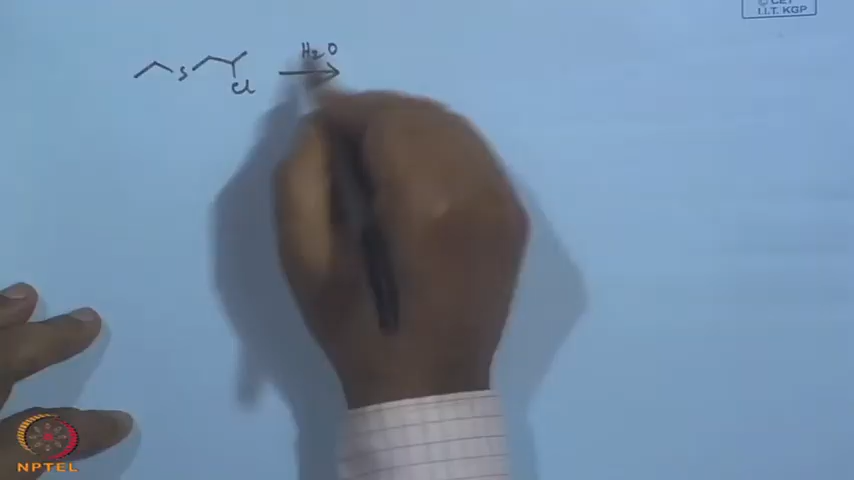 © CET
I.I.T. KGP
H₂O
S
Cl
NPTEL